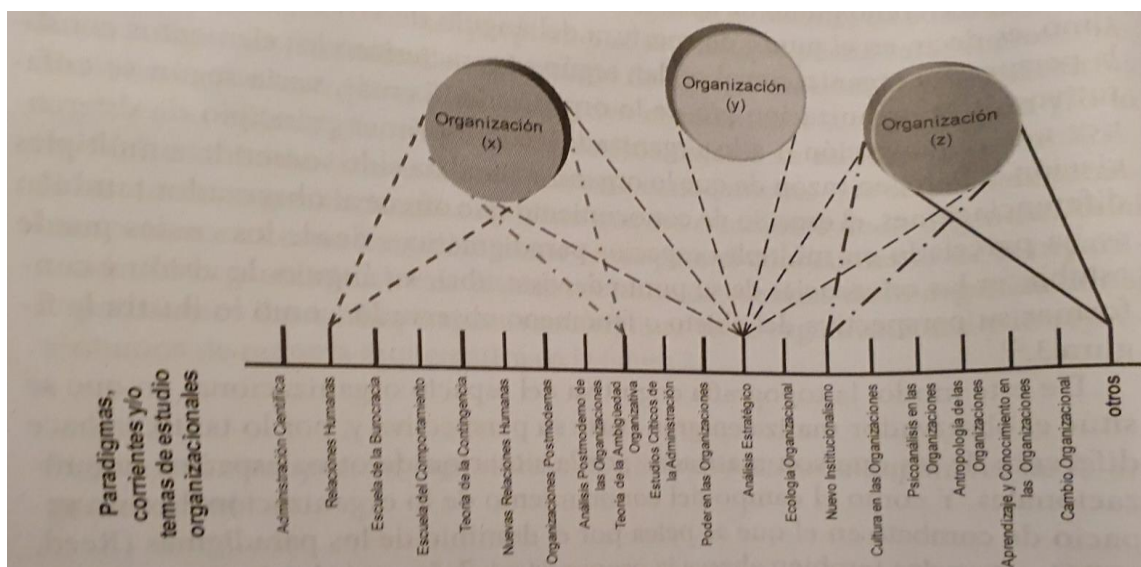 Organización
(x)
Organización
(y)
Organización
(z)
Paradigmas,
corrientes y/o
temas de estudio
organizacionales
Administración Científica
Relaciones Humanas
Escuela de la Burocracia
Escuela del Comportamiento
Teoría de la Contingencia
Nuevas Relaciones Humanas
Organizaciones Postmodernas
Análisis Postmoderno de
las Organizaciones
Teoría de la Ambigüedad
Organizativa
Estudios Críticos de
la Administración
Poder en las Organizaciones
Análisis Estratégico
Ecología Organizacional
Nuevo Institucionalismo
Cultura en las Organizaciones
Psicoanálisis en las
Organizaciones
Antropología de las
Organizaciones
Aprendizaje y Conocimiento en
las Organizaciones
Cambio Organizacional
otros